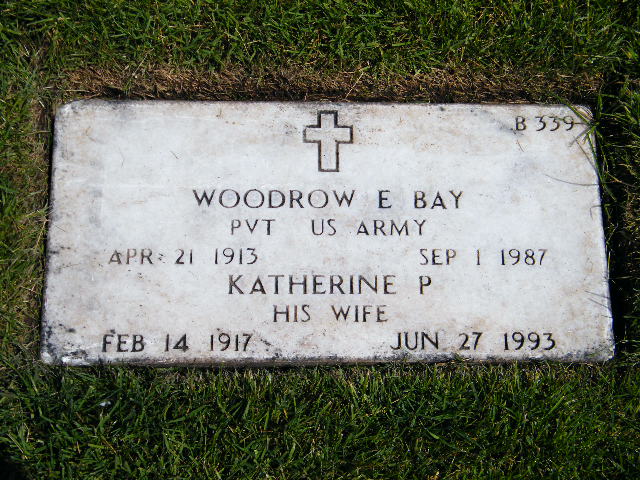 B 339
WOODROW E BAY
PVT US ARMY
APR 21 1913 SEP 1 1987
KATHERINE P
HIS WIFE
FEB 14 1917 JUN 27 1993